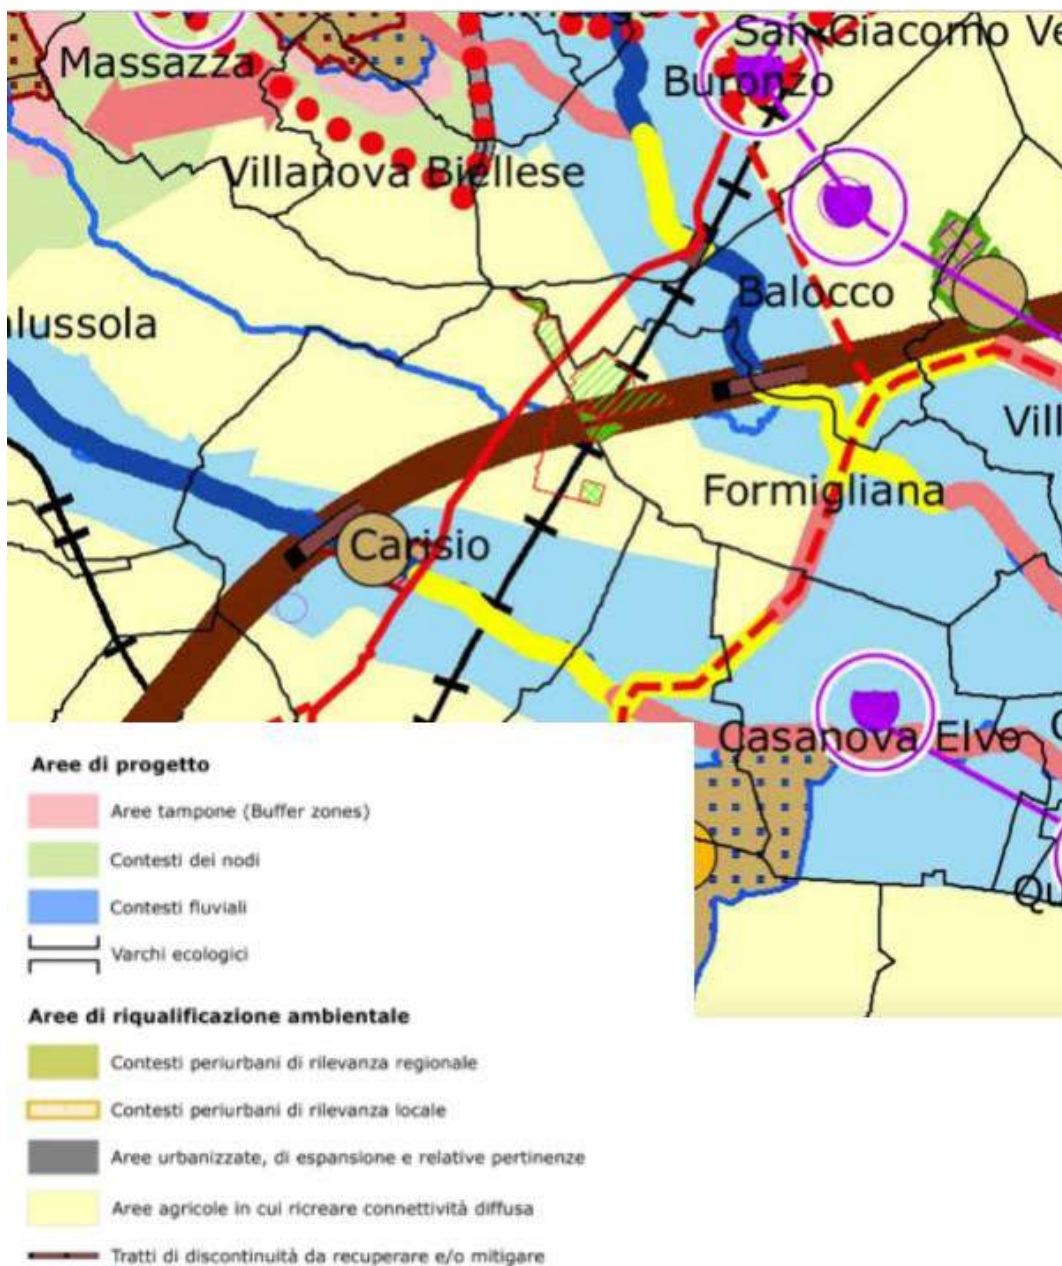 Massazza
San Giacomo Ve
Buronzo
Villanova Biellese
Balocco
alussola
Vill
Formigliana
Carisio
Casanova Elvo
Qu
Aree di progetto
Aree tampone (Buffer zones)
Contesti dei nodi
Contesti fluviali
Varchi ecologici
Aree di riqualificazione ambientale
Contesti periurbani di rilevanza regionale
Contesti periurbani di rilevanza locale
Aree urbanizzate, di espansione e relative pertinenze
Aree agricole in cui ricreare connettività diffusa
Tratti di discontinuità da recuperare e/o mitigare